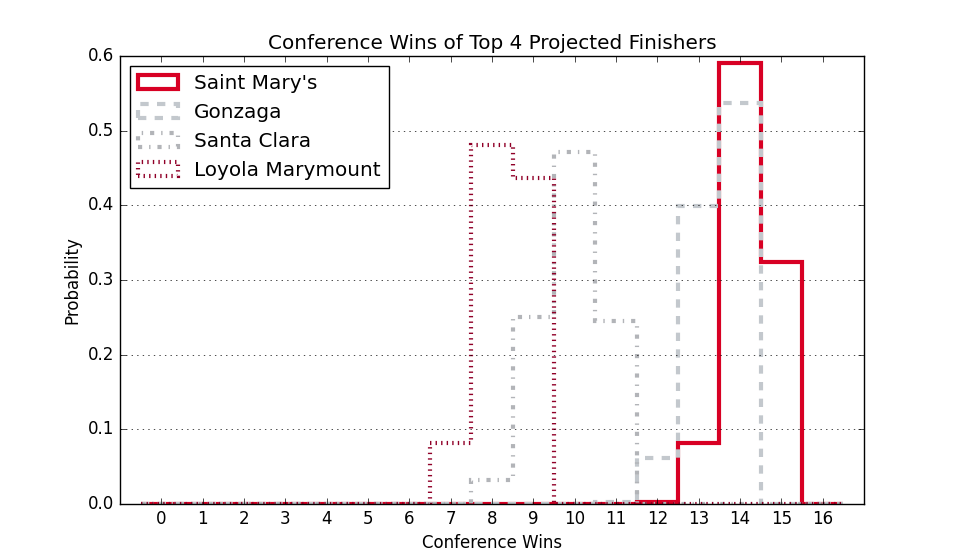 Conference Wins of Top 4 Projected Finishers
0.6
0.5
0.4
0.3
0.2
0.1
0.0
Probability
Saint Mary's
Gonzaga
Santa Clara
Loyola Marymount
0 1 2 3 4 5 6 7 8 9 10 11 12 13 14 15 16
Conference Wins